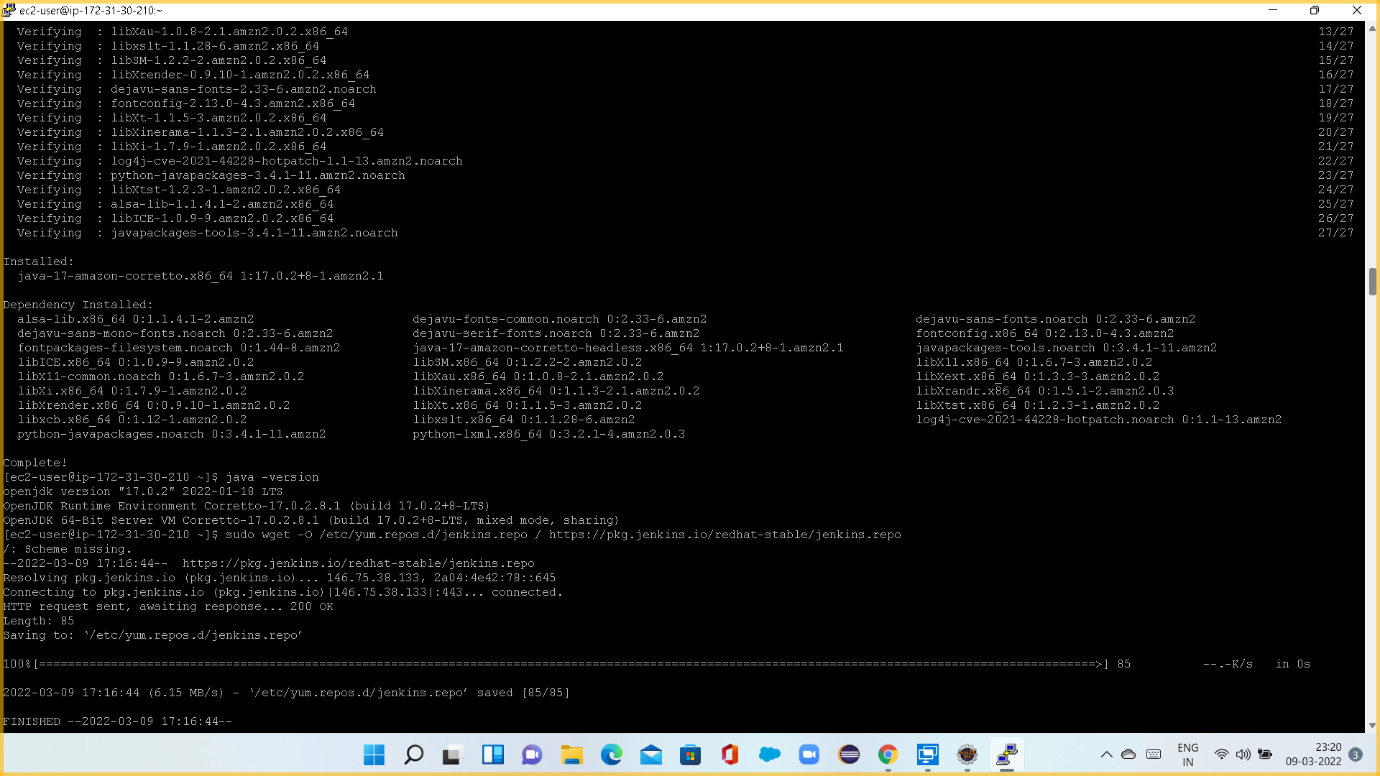 ec2-user@ip-172-31-30-210:~
Verifying : libXau-1.0.8-2.1.amzn2.0.2.x86_64 13/27
Verifying : libxslt-1.1.28-6.amzn2.x86_64 14/27
Verifying : libSM-1.2.2-2.amzn2.0.2.x86_64 15/27
Verifying : libXrender-0.9.10-1.amzn2.0.2.x86_64 16/27
Verifying : dejavu-sans-fonts-2.33-6.amzn2.noarch 17/27
Verifying : fontconfig-2.13.0-4.3.amzn2.x86_64 18/27
Verifying : libXt-1.1.5-3.amzn2.0.2.x86_64 19/27
Verifying : libXinerama-1.1.3-2.1.amzn2.0.2.x86_64 20/27
Verifying : libXi-1.7.9-1.amzn2.0.2.x86_64 21/27
Verifying : log4j-cve-2021-44228-hotpatch-1.1-13.amzn2.noarch 22/27
Verifying : python-javapackages-3.4.1-11.amzn2.noarch 23/27
Verifying : libXtst-1.2.3-1.amzn2.0.2.x86_64 24/27
Verifying : alsa-lib-1.1.4.1-2.amzn2.x86_64 25/27
Verifying : libICE-1.0.9-9.amzn2.0.2.x86_64 26/27
Verifying : javapackages-tools-3.4.1-11.amzn2.noarch 27/27
Installed:
java-17-amazon-corretto.x86_64 1:17.0.2+8-1.amzn2.1
Dependency Installed:
alsa-lib.x86_64 0:1.1.4.1-2.amzn2 dejavu-fonts-common.noarch 0:2.33-6.amzn2 dejavu-sans-fonts.noarch 0:2.33-6.amzn2
dejavu-sans-mono-fonts.noarch 0:2.33-6.amzn2 dejavu-serif-fonts.noarch 0:2.33-6.amzn2 fontconfig.x86_64 0:2.13.0-4.3.amzn2
fontpackages-filesystem.noarch 0:1.44-8.amzn2 java-17-amazon-corretto-headless.x86_64 1:17.0.2+8-1.amzn2.1 javapackages-tools.noarch 0:3.4.1-11.amzn2
libICE.x86_64 0:1.0.9-9.amzn2.0.2 libSM.x86_64 0:1.2.2-2.amzn2.0.2 libX11.x86_64 0:1.6.7-3.amzn2.0.2
libX11-common.noarch 0:1.6.7-3.amzn2.0.2 libXau.x86_64 0:1.0.8-2.1.amzn2.0.2 libXext.x86_64 0:1.3.3-3.amzn2.0.2
libXi.x86_64 0:1.7.9-1.amzn2.0.2 libXinerama.x86_64 0:1.1.3-2.1.amzn2.0.2 libXrandr.x86_64 0:1.5.1-2.amzn2.0.3
libXrender.x86_64 0:0.9.10-1.amzn2.0.2 libXt.x86_64 0:1.1.5-3.amzn2.0.2 libXtst.x86_64 0:1.2.3-1.amzn2.0.2
libxcb.x86_64 0:1.12-1.amzn2.0.2 libxslt.x86_64 0:1.1.28-6.amzn2 log4j-cve-2021-44228-hotpatch.noarch 0:1.1-13.amzn2
python-javapackages.noarch 0:3.4.1-11.amzn2 python-lxml.x86_64 0:3.2.1-4.amzn2.0.3
Complete!
[ec2-user@ip-172-31-30-210 ~]$ java -version
openjdk version "17.0.2" 2022-01-18 LTS
OpenJDK Runtime Environment Corretto-17.0.2.8.1 (build 17.0.2+8-LTS)
OpenJDK 64-Bit Server VM Corretto-17.0.2.8.1 (build 17.0.2+8-LTS, mixed mode, sharing)
[ec2-user@ip-172-31-30-210 ~]$ sudo wget -O /etc/yum.repos.d/jenkins.repo / https://pkg.jenkins.io/redhat-stable/jenkins.repo
/: Scheme missing.
--2022-03-09 17:16:44-- https://pkg.jenkins.io/redhat-stable/jenkins.repo
Resolving pkg.jenkins.io (pkg.jenkins.io)... 146.75.38.133, 2a04:4e42:78::645
Connecting to pkg.jenkins.io (pkg.jenkins.io)|146.75.38.133|:443... connected.
HTTP request sent, awaiting response... 200 OK
Length: 85
Saving to: ‘/etc/yum.repos.d/jenkins.repo’
100%[=====================================================================================================================================================>] 85 --.-K/s in 0s
2022-03-09 17:16:44 (6.15 MB/s) - ‘/etc/yum.repos.d/jenkins.repo’ saved [85/85]
FINISHED --2022-03-09 17:16:44--
ENG
IN
23:20
09-03-2022
3